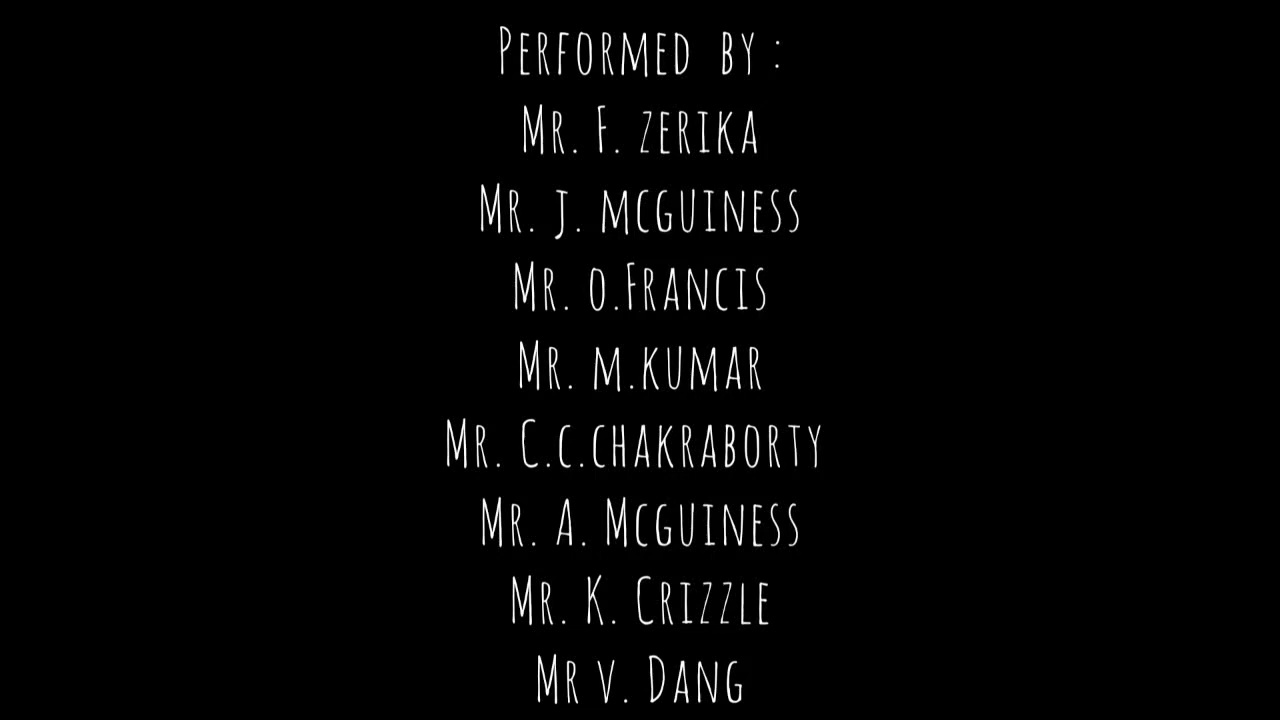 Performed by :
Mr. F. Zerika
Mr. J. McGuiness
Mr. O.Francis
Mr. M.Kumar
Mr. C.C.Chakraborty
Mr. A. McGuiness
Mr. K. Crizzle
Mr V. Dang